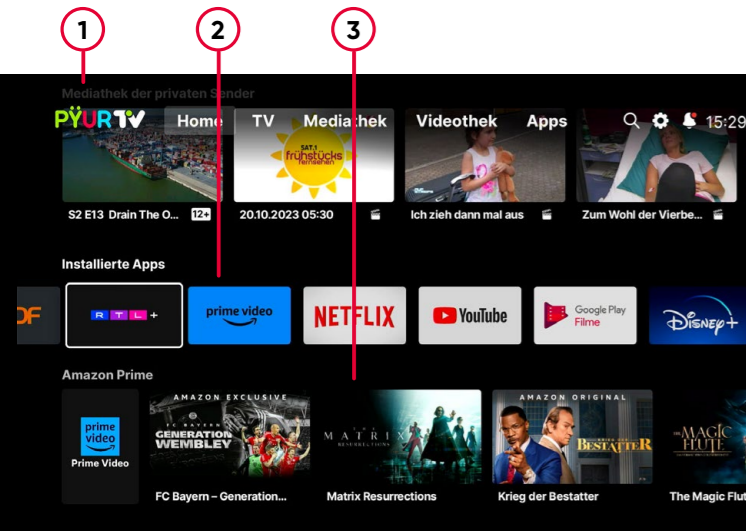 1 2 3
Mediathek der privaten Sender
PŸUR TV Home TV Mediathek Videothek Apps 15:29
SAT.1
frühstücks
fernsehen
S2 E13 Drain The O... 12+ 20.10.2023 05:30 Ich zieh dann mal aus Zum Wohl der Vierbe...
Installierte Apps
DF RTL+ prime video NETFLIX YouTube Google Play Filme Disney+
Amazon Prime
AMAZON EXCLUSIVE AMAZON ORIGINAL
FC BAYERN
GENERATION
WEMBLEY
THE
MATRIX
RESURRECTIONS
KRIEG DER
BESTATTER
THE MAGIC
FLUTE
prime
video
Prime Video
FC Bayern – Generation... Matrix Resurrections Krieg der Bestatter The Magic Flut